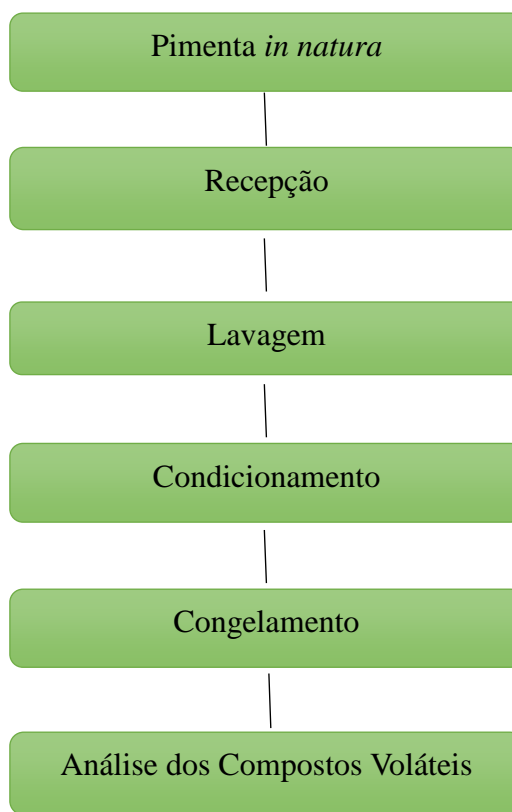 Pimenta in natura
Recepção
Lavagem
Condicionamento
Congelamento
Análise dos Compostos Voláteis